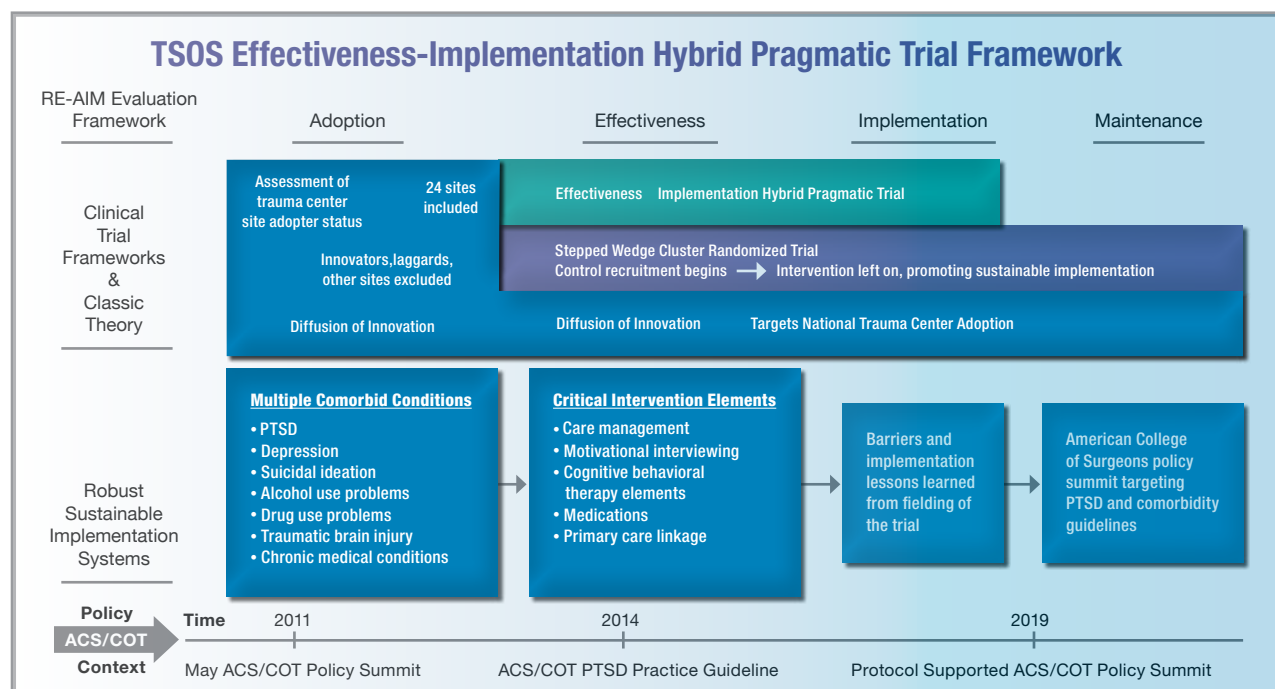 TSOS Effectiveness-Implementation Hybrid Pragmatic Trial Framework
RE-AIM Evaluation
Framework
Adoption
Effectiveness
Implementation
Maintenance
Clinical
Trial
Frameworks
&
Classic
Theory
Assessment of
trauma center
site adopter status
24 sites
included
Innovators,laggards,
other sites excluded
Diffusion of Innovation
Effectiveness Implementation Hybrid Pragmatic Trial
Stepped Wedge Cluster Randomized Trial
Control recruitment begins → Intervention left on, promoting sustainable implementation
Diffusion of Innovation
Targets National Trauma Center Adoption
Robust
Sustainable
Implementation
Systems
Multiple Comorbid Conditions
• PTSD
• Depression
• Suicidal ideation
• Alcohol use problems
• Drug use problems
• Traumatic brain injury
• Chronic medical conditions
Critical Intervention Elements
• Care management
• Motivational interviewing
• Cognitive behavioral
therapy elements
• Medications
• Primary care linkage
Barriers and
implementation
lessons learned
from fielding of
the trial
American College
of Surgeons policy
summit targeting
PTSD and comorbidity
guidelines
Policy
ACS/COT
Context
Time
2011
2014
2019
May ACS/COT Policy Summit
ACS/COT PTSD Practice Guideline
Protocol Supported ACS/COT Policy Summit